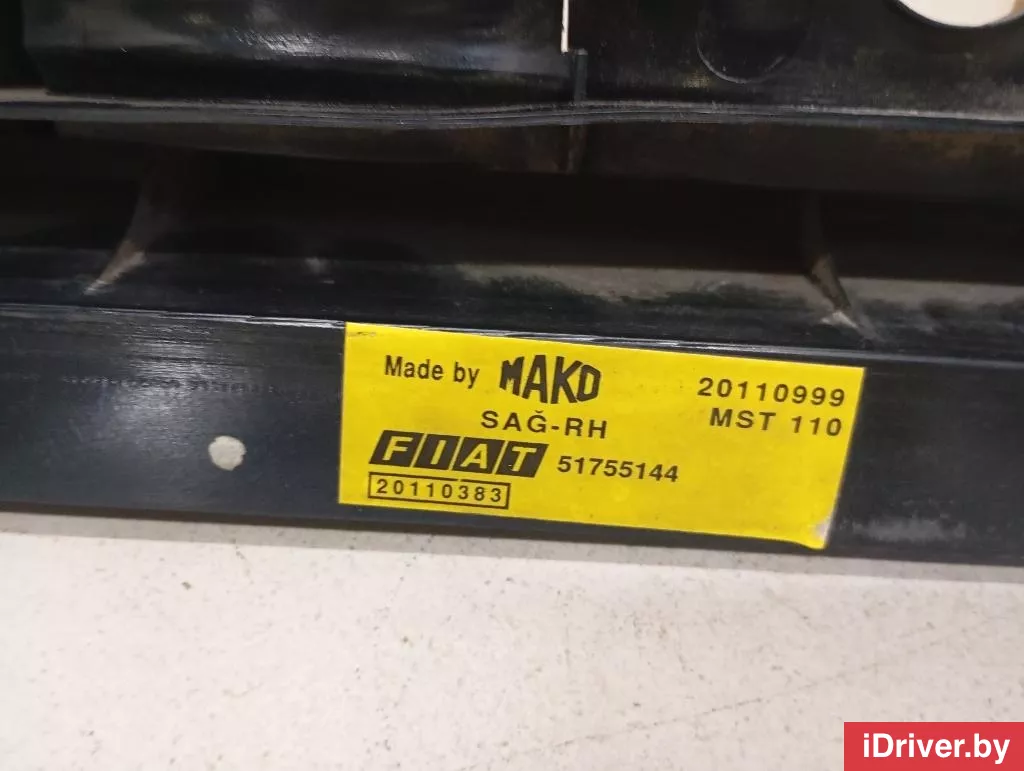 Made by MAKO 20110999
SAĞ-RH MST 110
FIAT 51755144
20110383
iDriver.by